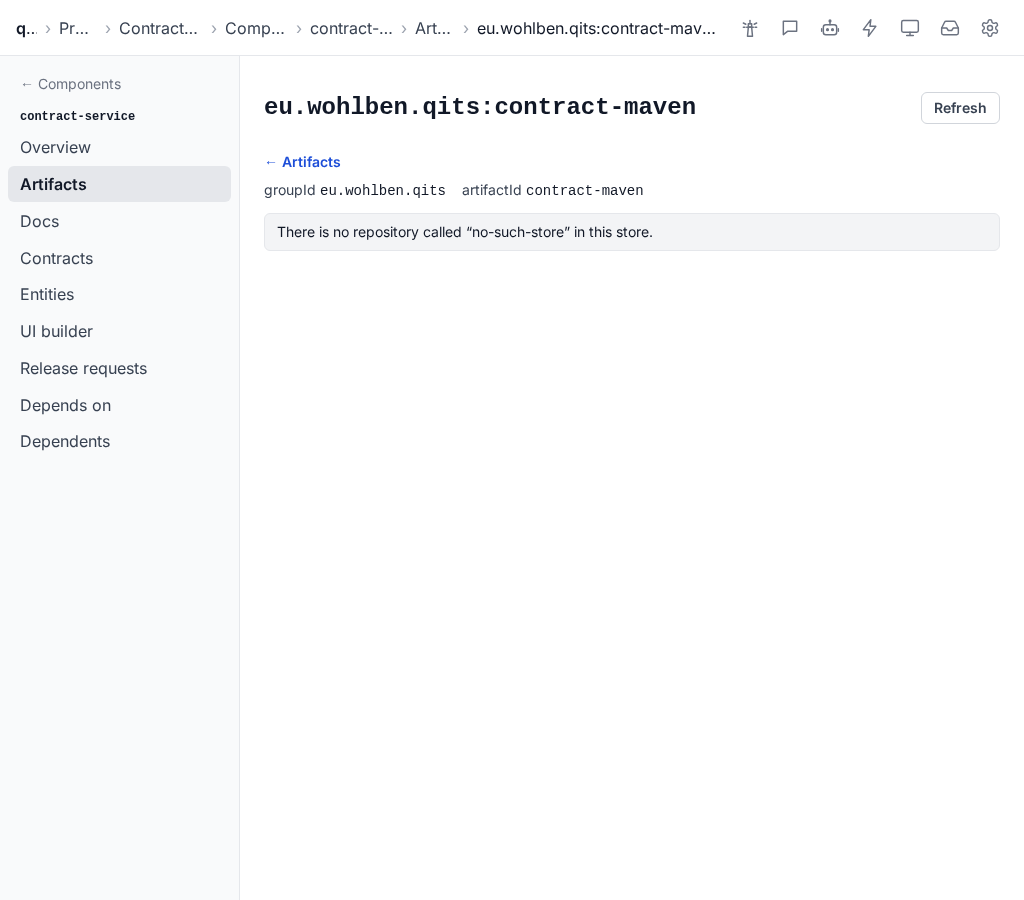 q... › Pr... › Contract... › Comp... › contract-... › Art... › eu.wohlben.qits:contract-mav...
← Components
contract-service
Overview
Artifacts
Docs
Contracts
Entities
UI builder
Release requests
Depends on
Dependents
eu.wohlben.qits:contract-maven
Refresh
← Artifacts
groupId eu.wohlben.qits artifactId contract-maven
There is no repository called “no-such-store” in this store.